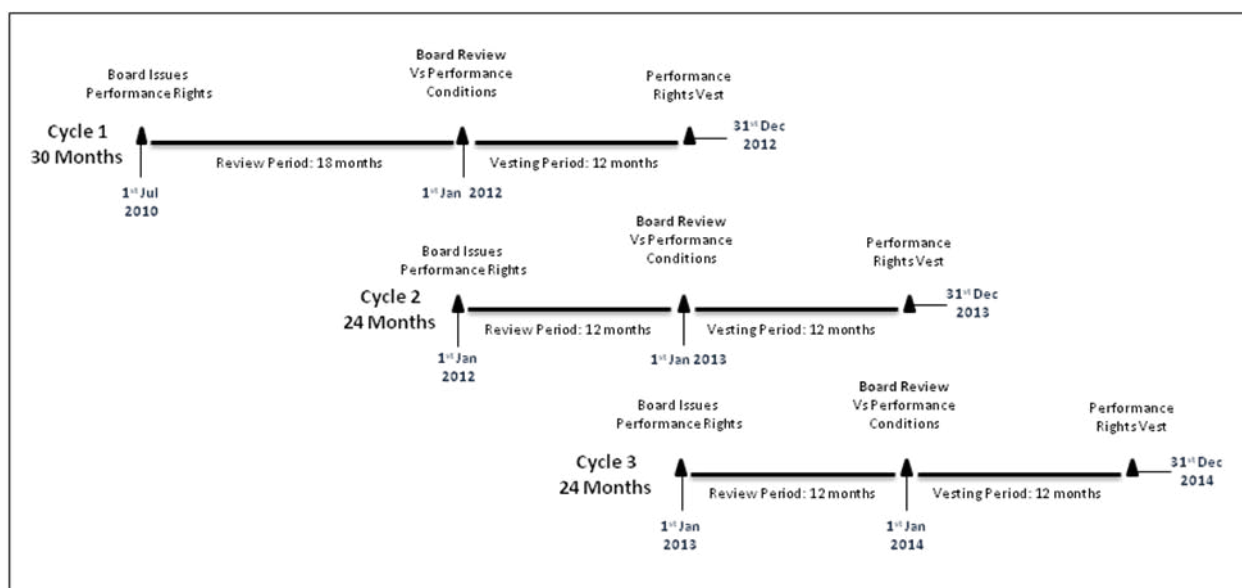 Board Issues
Performance Rights
Board Review
Vs Performance
Conditions
Performance
Rights Vest
Cycle 1
30 Months
31st Dec
2012
Review Period: 18 months
Vesting Period: 12 months
1st Jul
2010
1st Jan 2012
Board Issues
Performance Rights
Board Review
Vs Performance
Conditions
Performance
Rights Vest
Cycle 2
24 Months
31st Dec
2013
Review Period: 12 months
Vesting Period: 12 months
1st Jan
2012
1st Jan 2013
Board Issues
Performance Rights
Board Review
Vs Performance
Conditions
Performance
Rights Vest
Cycle 3
24 Months
31st Dec
2014
Review Period: 12 months
Vesting Period: 12 months
1st Jan
2013
1st Jan
2014